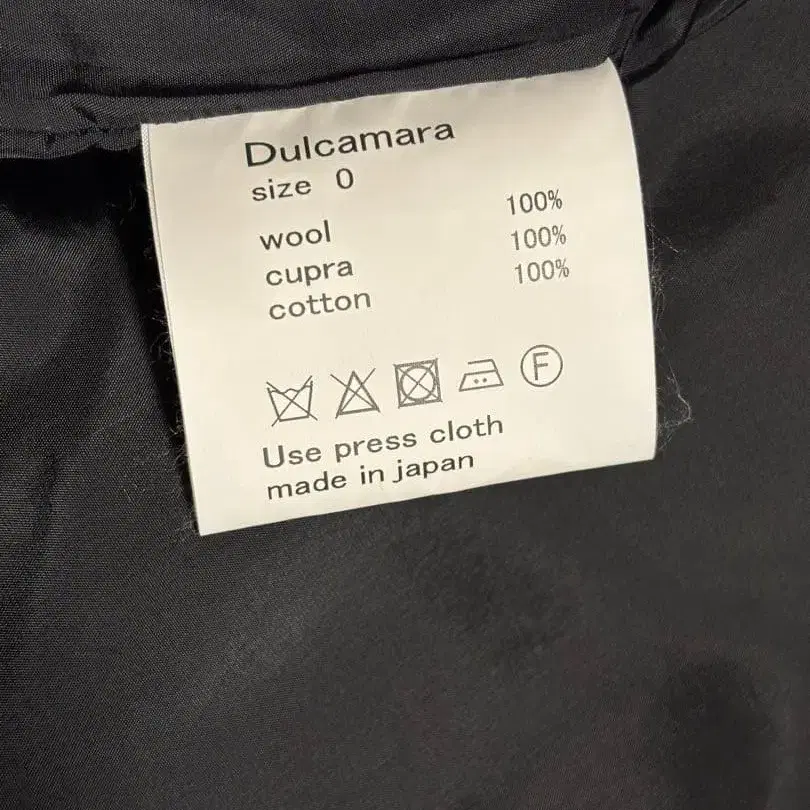 Dulcamara
size 0
wool 100%
cupra 100%
cotton 100%
F
Use press cloth
made in japan